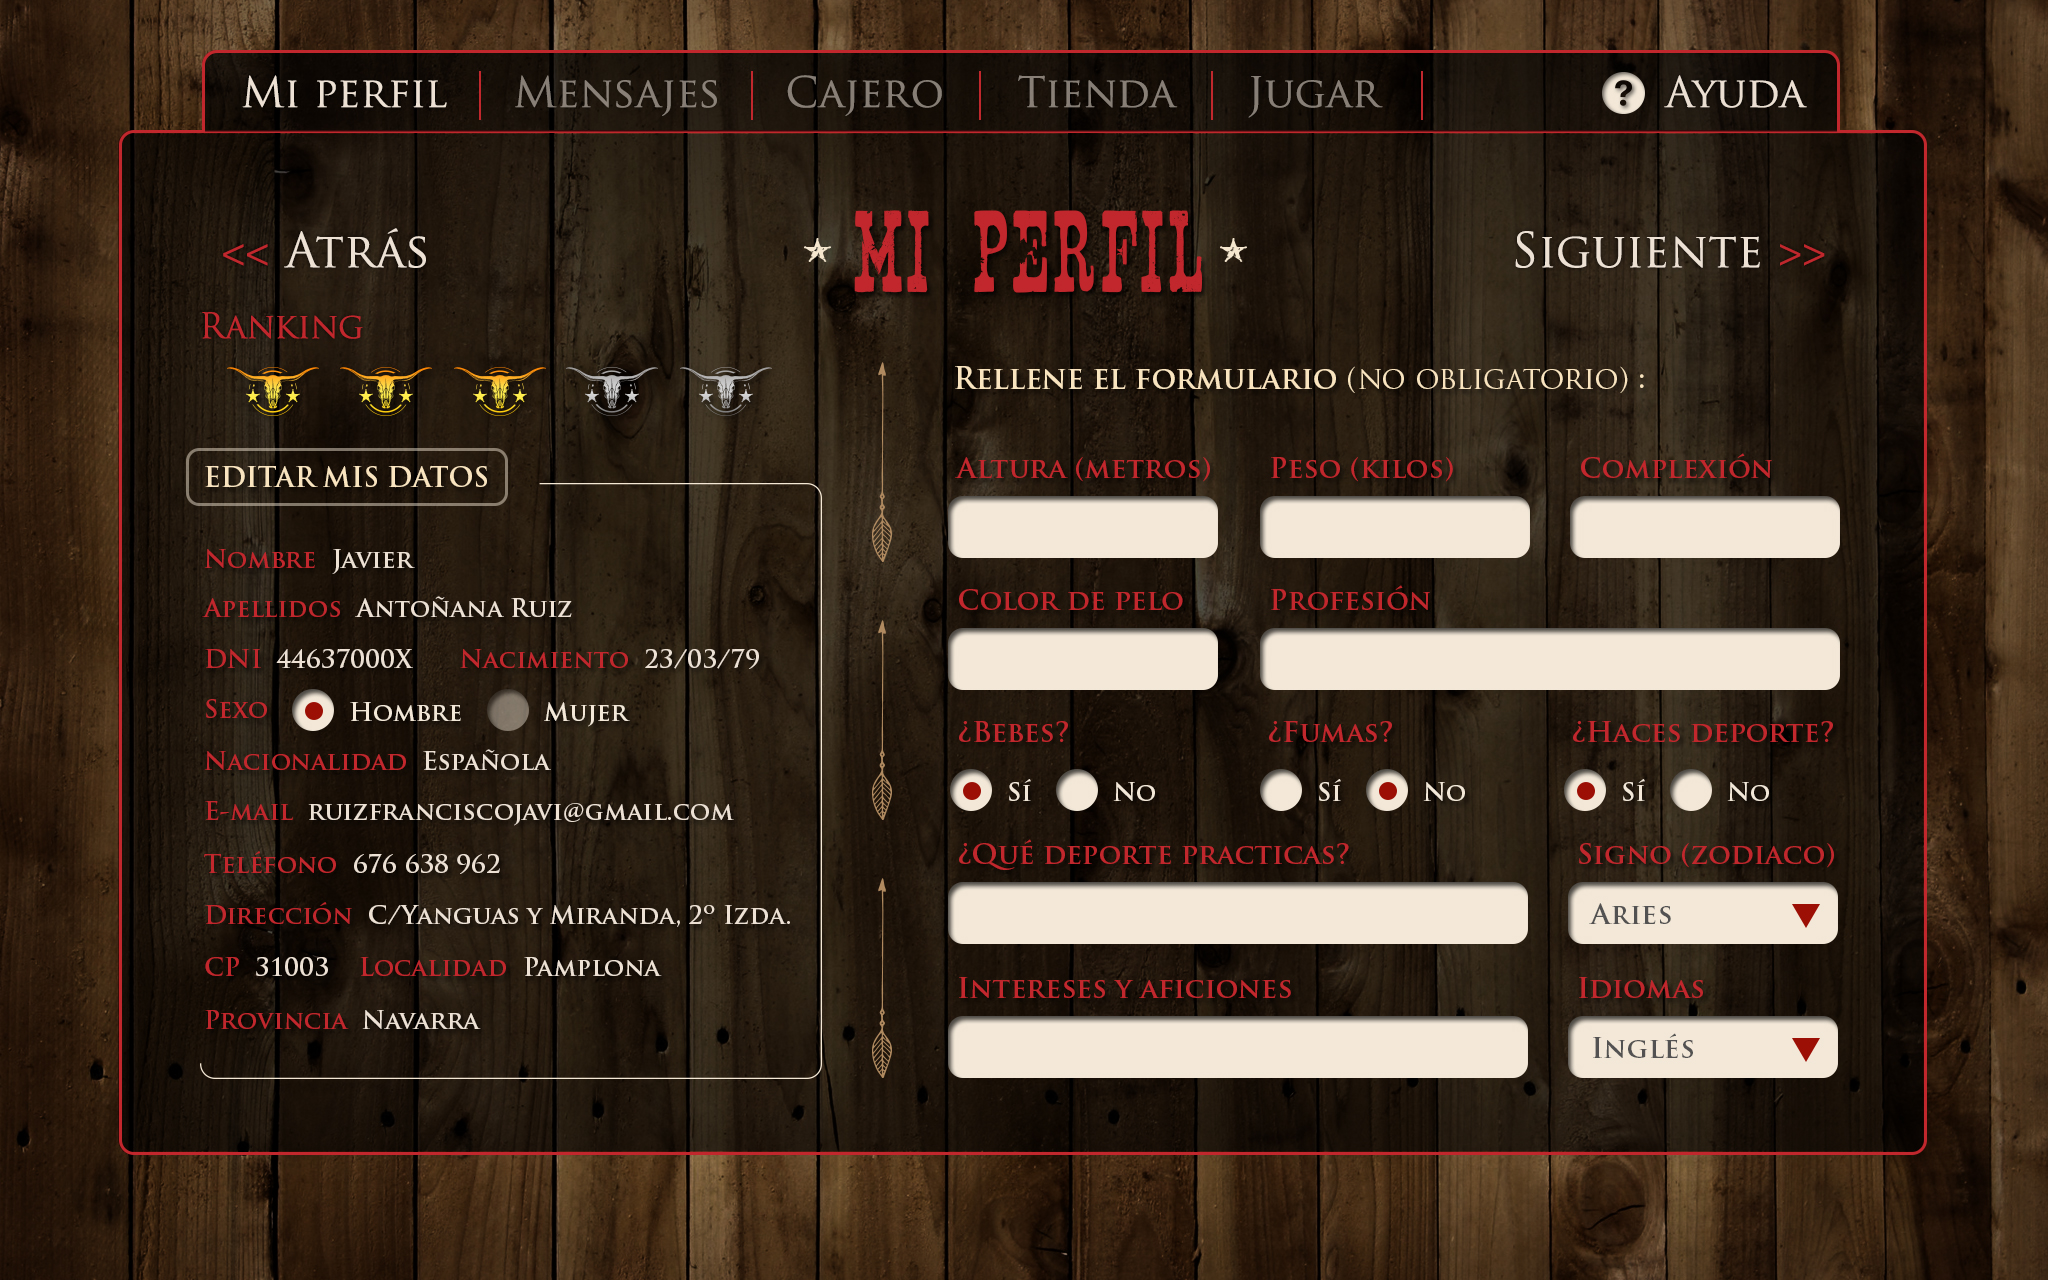 Mi perfil Mensajes Cajero Tienda Jugar ? Ayuda
<< Atrás MI PERFIL Siguiente >>
Ranking
Editar mis datos
Nombre Javier
Apellidos Antoñana Ruiz
DNI 44637000X Nacimiento 23/03/79
Sexo Hombre Mujer
Nacionalidad Española
E-mail ruizfranciscojavi@gmail.com
Teléfono 676 638 962
Dirección C/Yanguas y Miranda, 2º Izda.
CP 31003 Localidad Pamplona
Provincia Navarra
Rellene el formulario (no obligatorio) :
Altura (metros) Peso (kilos) Complexión
Color de pelo Profesión
¿Bebes? ¿Fumas? ¿Haces deporte?
Sí No Sí No Sí No
¿Qué deporte practicas? Signo (zodiaco)
Aries
Intereses y aficiones Idiomas
Inglés